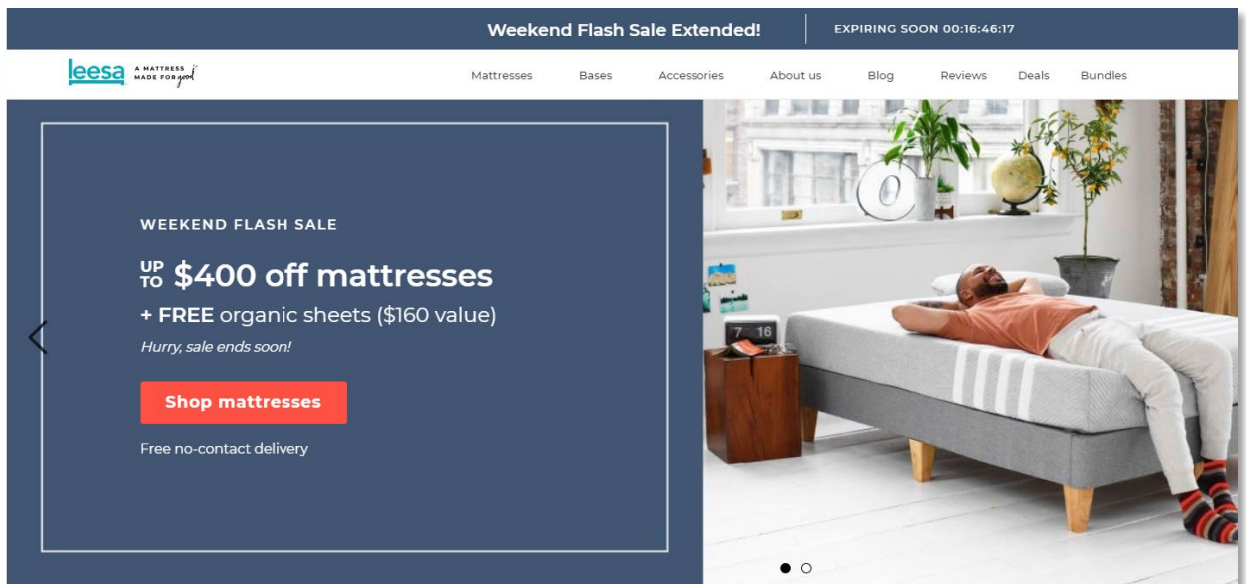 Weekend Flash Sale Extended!
EXPIRING SOON 00:16:46:17
leesa
A MATTRESS
MADE FOR good
Mattresses Bases Accessories About us Blog Reviews Deals Bundles
WEEKEND FLASH SALE
UP TO $400 off mattresses
+ FREE organic sheets ($160 value)
Hurry, sale ends soon!
Shop mattresses
Free no-contact delivery
O
7 16